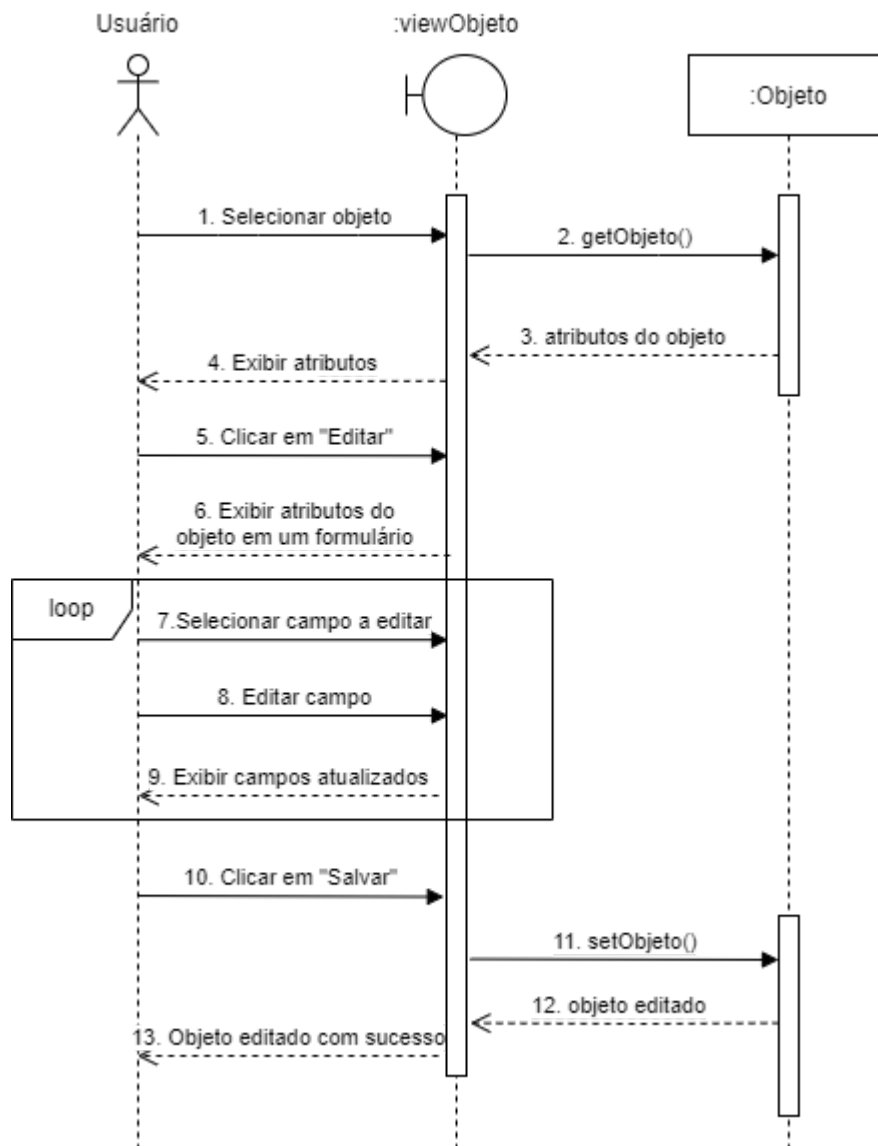 Usuário
:viewObjeto
:Objeto
1. Selecionar objeto
2. getObjeto()
3. atributos do objeto
4. Exibir atributos
5. Clicar em "Editar"
6. Exibir atributos do
objeto em um formulário
loop
7.Selecionar campo a editar
8. Editar campo
9. Exibir campos atualizados
10. Clicar em "Salvar"
11. setObjeto()
12. objeto editado
13. Objeto editado com sucesso